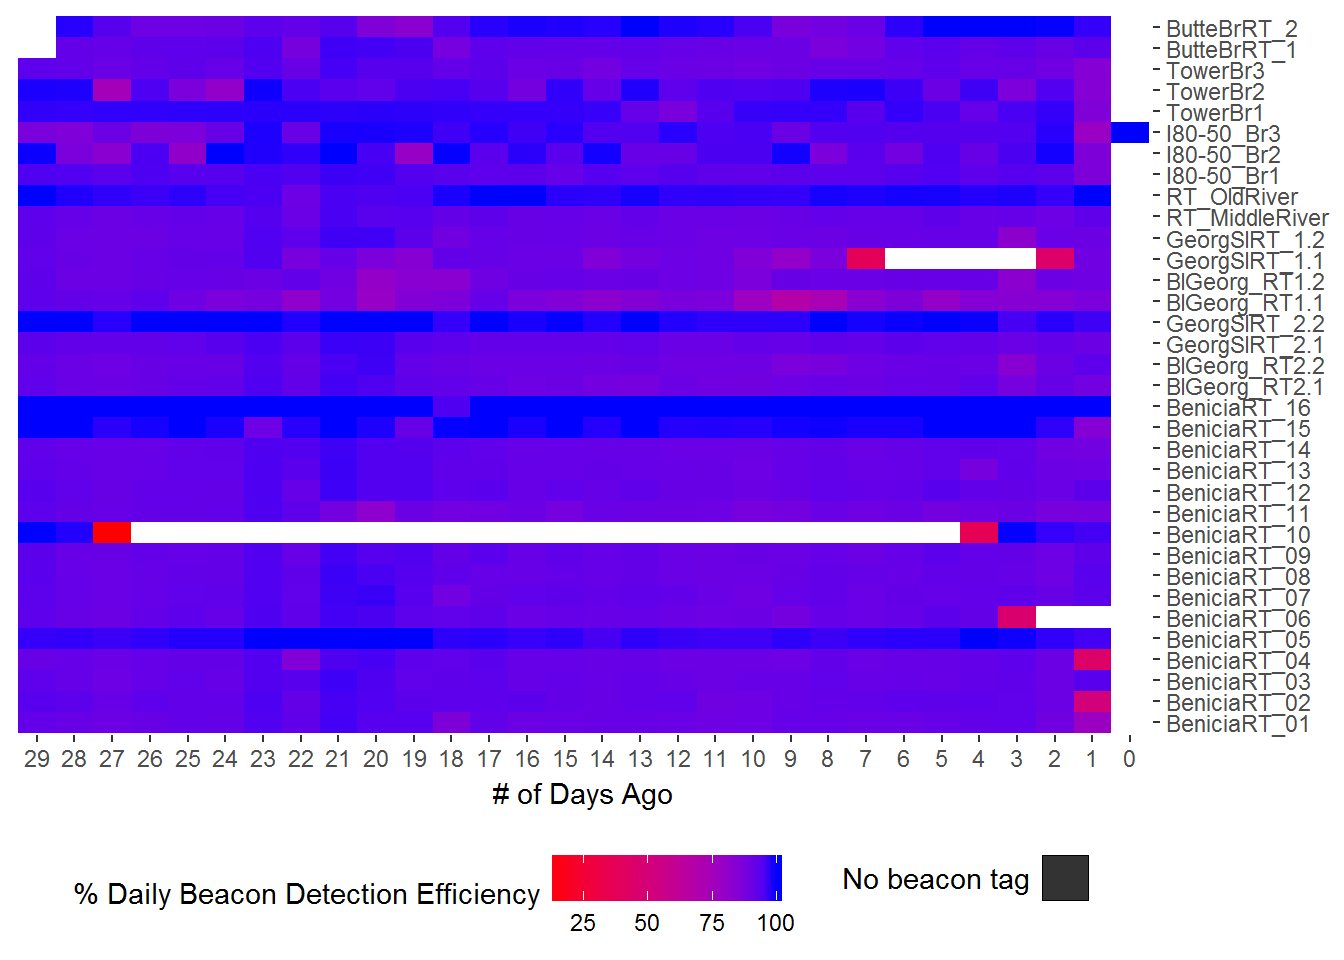 ButteBrRT_2
ButteBrRT_1
TowerBr3
TowerBr2
TowerBr1
I80-50_Br3
I80-50_Br2
I80-50_Br1
RT_OldRiver
RT_MiddleRiver
GeorgSlRT_1.2
GeorgSlRT_1.1
BlGeorg_RT1.2
BlGeorg_RT1.1
GeorgSlRT_2.2
GeorgSlRT_2.1
BlGeorg_RT2.2
BlGeorg_RT2.1
BeniciaRT_16
BeniciaRT_15
BeniciaRT_14
BeniciaRT_13
BeniciaRT_12
BeniciaRT_11
BeniciaRT_10
BeniciaRT_09
BeniciaRT_08
BeniciaRT_07
BeniciaRT_06
BeniciaRT_05
BeniciaRT_04
BeniciaRT_03
BeniciaRT_02
BeniciaRT_01
29 28 27 26 25 24 23 22 21 20 19 18 17 16 15 14 13 12 11 10 9 8 7 6 5 4 3 2 1 0
# of Days Ago
% Daily Beacon Detection Efficiency
25 50 75 100
No beacon tag